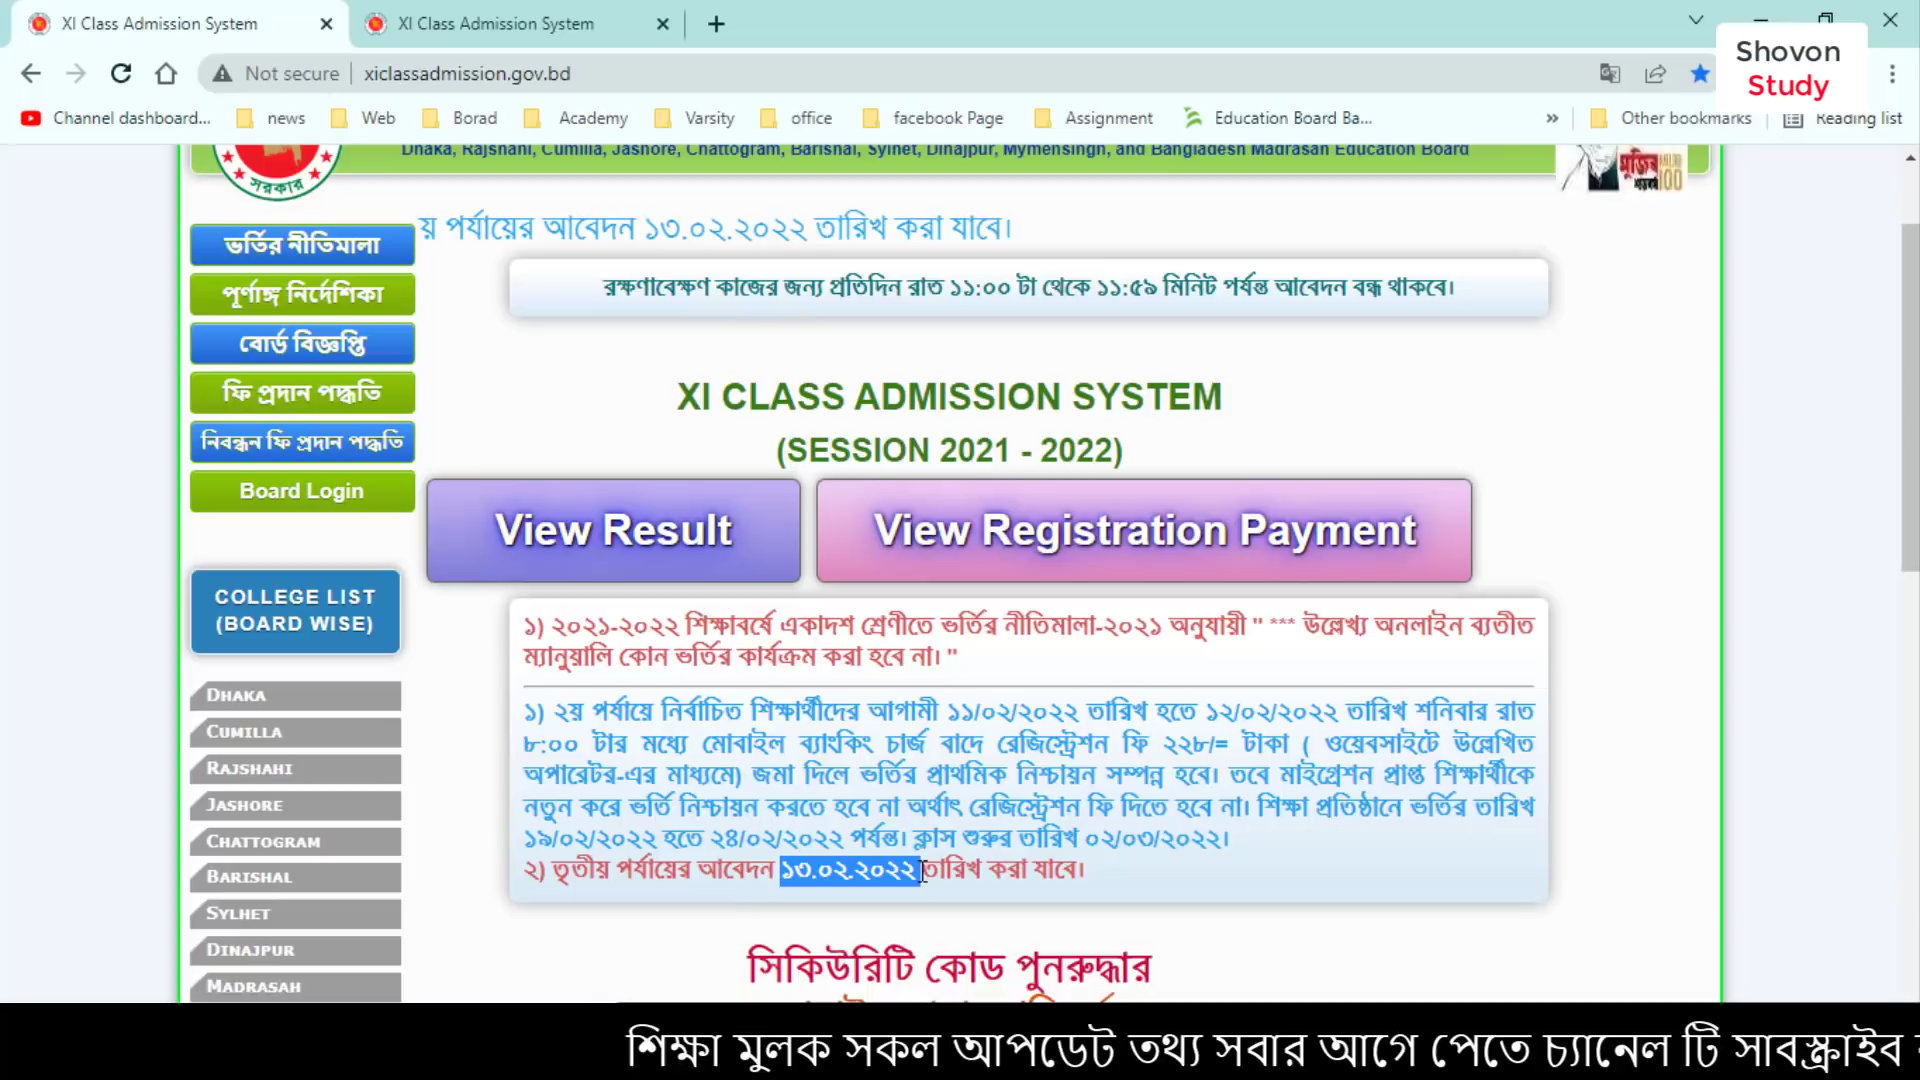 XI Class Admission System
XI Class Admission System
Shovon
Study
Not secure
xiclassadmission.gov.bd
Channel dashboard...
news
Web
Borad
Academy
Varsity
office
facebook Page
Assignment
Education Board Ba...
»
Other bookmarks
Reading list
Dhaka, Rajshahi, Cumilla, Jashore, Chattogram, Barishal, Sylhet, Dinajpur, Mymensingh, and Bangladesh Madrasah Education Board
সরকার
মুজিব
শতবর্ষ
100
য় পর্যায়ের আবেদন ১৩.০২.২০২২ তারিখ করা যাবে।
ভর্তির নীতিমালা
পূর্ণাঙ্গ নির্দেশিকা
বোর্ড বিজ্ঞপ্তি
ফি প্রদান পদ্ধতি
নিবন্ধন ফি প্রদান পদ্ধতি
Board Login
রক্ষণাবেক্ষণ কাজের জন্য প্রতিদিন রাত ১১:০০ টা থেকে ১১:৫৯ মিনিট পর্যন্ত আবেদন বন্ধ থাকবে।
XI CLASS ADMISSION SYSTEM
(SESSION 2021 - 2022)
View Result
View Registration Payment
COLLEGE LIST
(BOARD WISE)
DHAKA
CUMILLA
RAJSHAHI
JASHORE
CHATTOGRAM
BARISHAL
SYLHET
DINAJPUR
MADRASAH
১) ২০২১-২০২২ শিক্ষাবর্ষে একাদশ শ্রেণীতে ভর্তির নীতিমালা-২০২১ অনুযায়ী " *** উল্লেখ্য অনলাইন ব্যতীত
ম্যানুয়ালি কোন ভর্তির কার্যক্রম করা হবে না। "
১) ২য় পর্যায়ে নির্বাচিত শিক্ষার্থীদের আগামী ১১/০২/২০২২ তারিখ হতে ১২/০২/২০২২ তারিখ শনিবার রাত
৮:০০ টার মধ্যে মোবাইল ব্যাংকিং চার্জ বাদে রেজিস্ট্রেশন ফি ২২৮/= টাকা ( ওয়েবসাইটে উল্লেখিত
অপারেটর-এর মাধ্যমে) জমা দিলে ভর্তির প্রাথমিক নিশ্চায়ন সম্পন্ন হবে। তবে মাইগ্রেশন প্রাপ্ত শিক্ষার্থীকে
নতুন করে ভর্তি নিশ্চায়ন করতে হবে না অর্থাৎ রেজিস্ট্রেশন ফি দিতে হবে না। শিক্ষা প্রতিষ্ঠানে ভর্তির তারিখ
১৯/০২/২০২২ হতে ২৪/০২/২০২২ পর্যন্ত। ক্লাস শুরুর তারিখ ০২/০৩/২০২২।
২) তৃতীয় পর্যায়ের আবেদন ১৩.০২.২০২২ তারিখ করা যাবে।
সিকিউরিটি কোড পুনরুদ্ধার
শিক্ষা মুলক সকল আপডেট তথ্য সবার আগে পেতে চ্যানেল টি সাবস্ক্রাইব